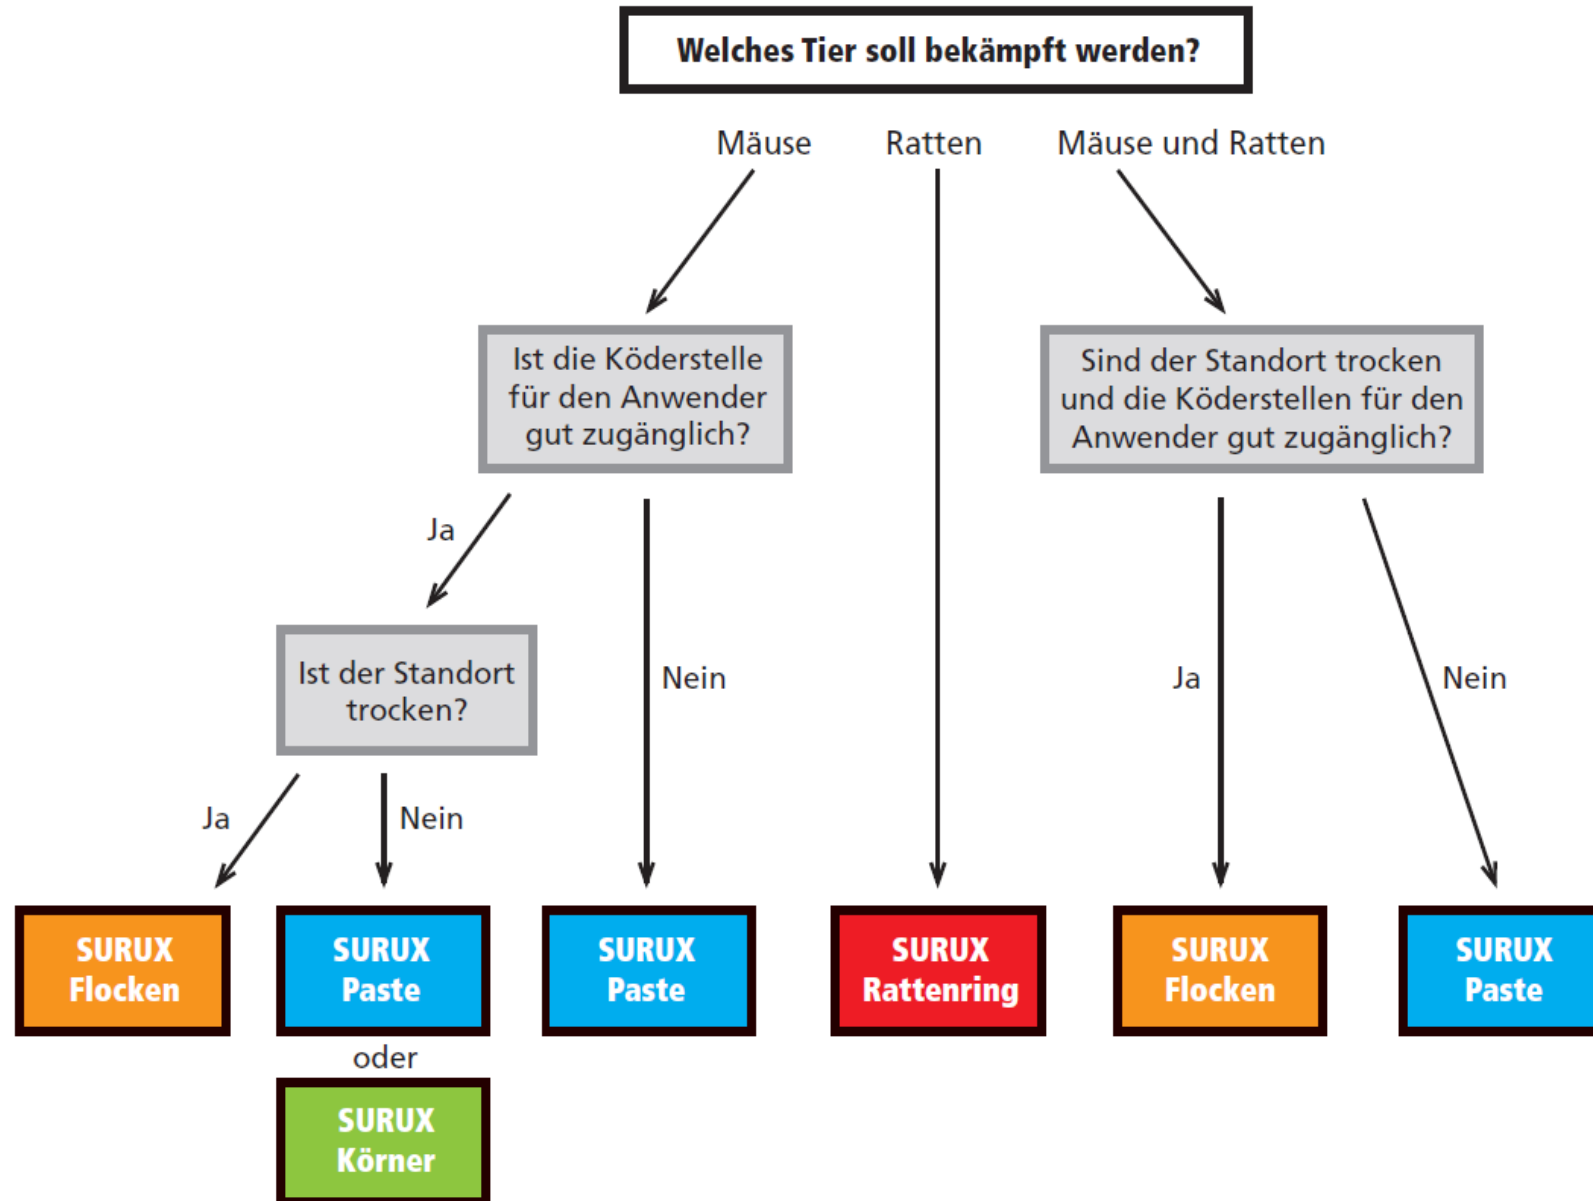 Welches Tier soll bekämpft werden?
Mäuse
Ratten
Mäuse und Ratten
Ist die Köderstelle
für den Anwender
gut zugänglich?
Sind der Standort trocken
und die Köderstellen für den
Anwender gut zugänglich?
Ja
Ist der Standort
trocken?
Nein
Ja
Nein
Ja
Nein
SURUX
Flocken
SURUX
Paste
SURUX
Paste
SURUX
Rattenring
SURUX
Flocken
SURUX
Paste
oder
SURUX
Körner